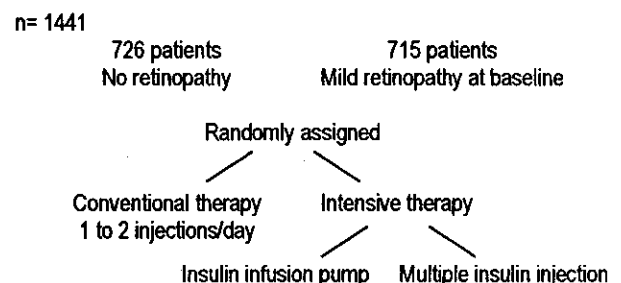 n= 1441
726 patients
No retinopathy
715 patients
Mild retinopathy at baseline
Randomly assigned
Conventional therapy
1 to 2 injections/day
Intensive therapy
Insulin infusion pump
Multiple insulin injection